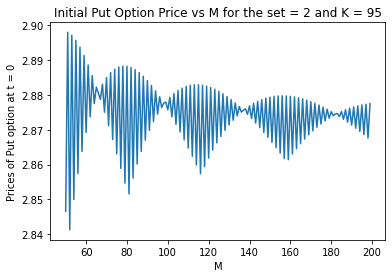 Initial Put Option Price vs M for the set = 2 and K = 95
Prices of Put option at t = 0
2.90
2.89
2.88
2.87
2.86
2.85
2.84
60 80 100 120 140 160 180 200
M